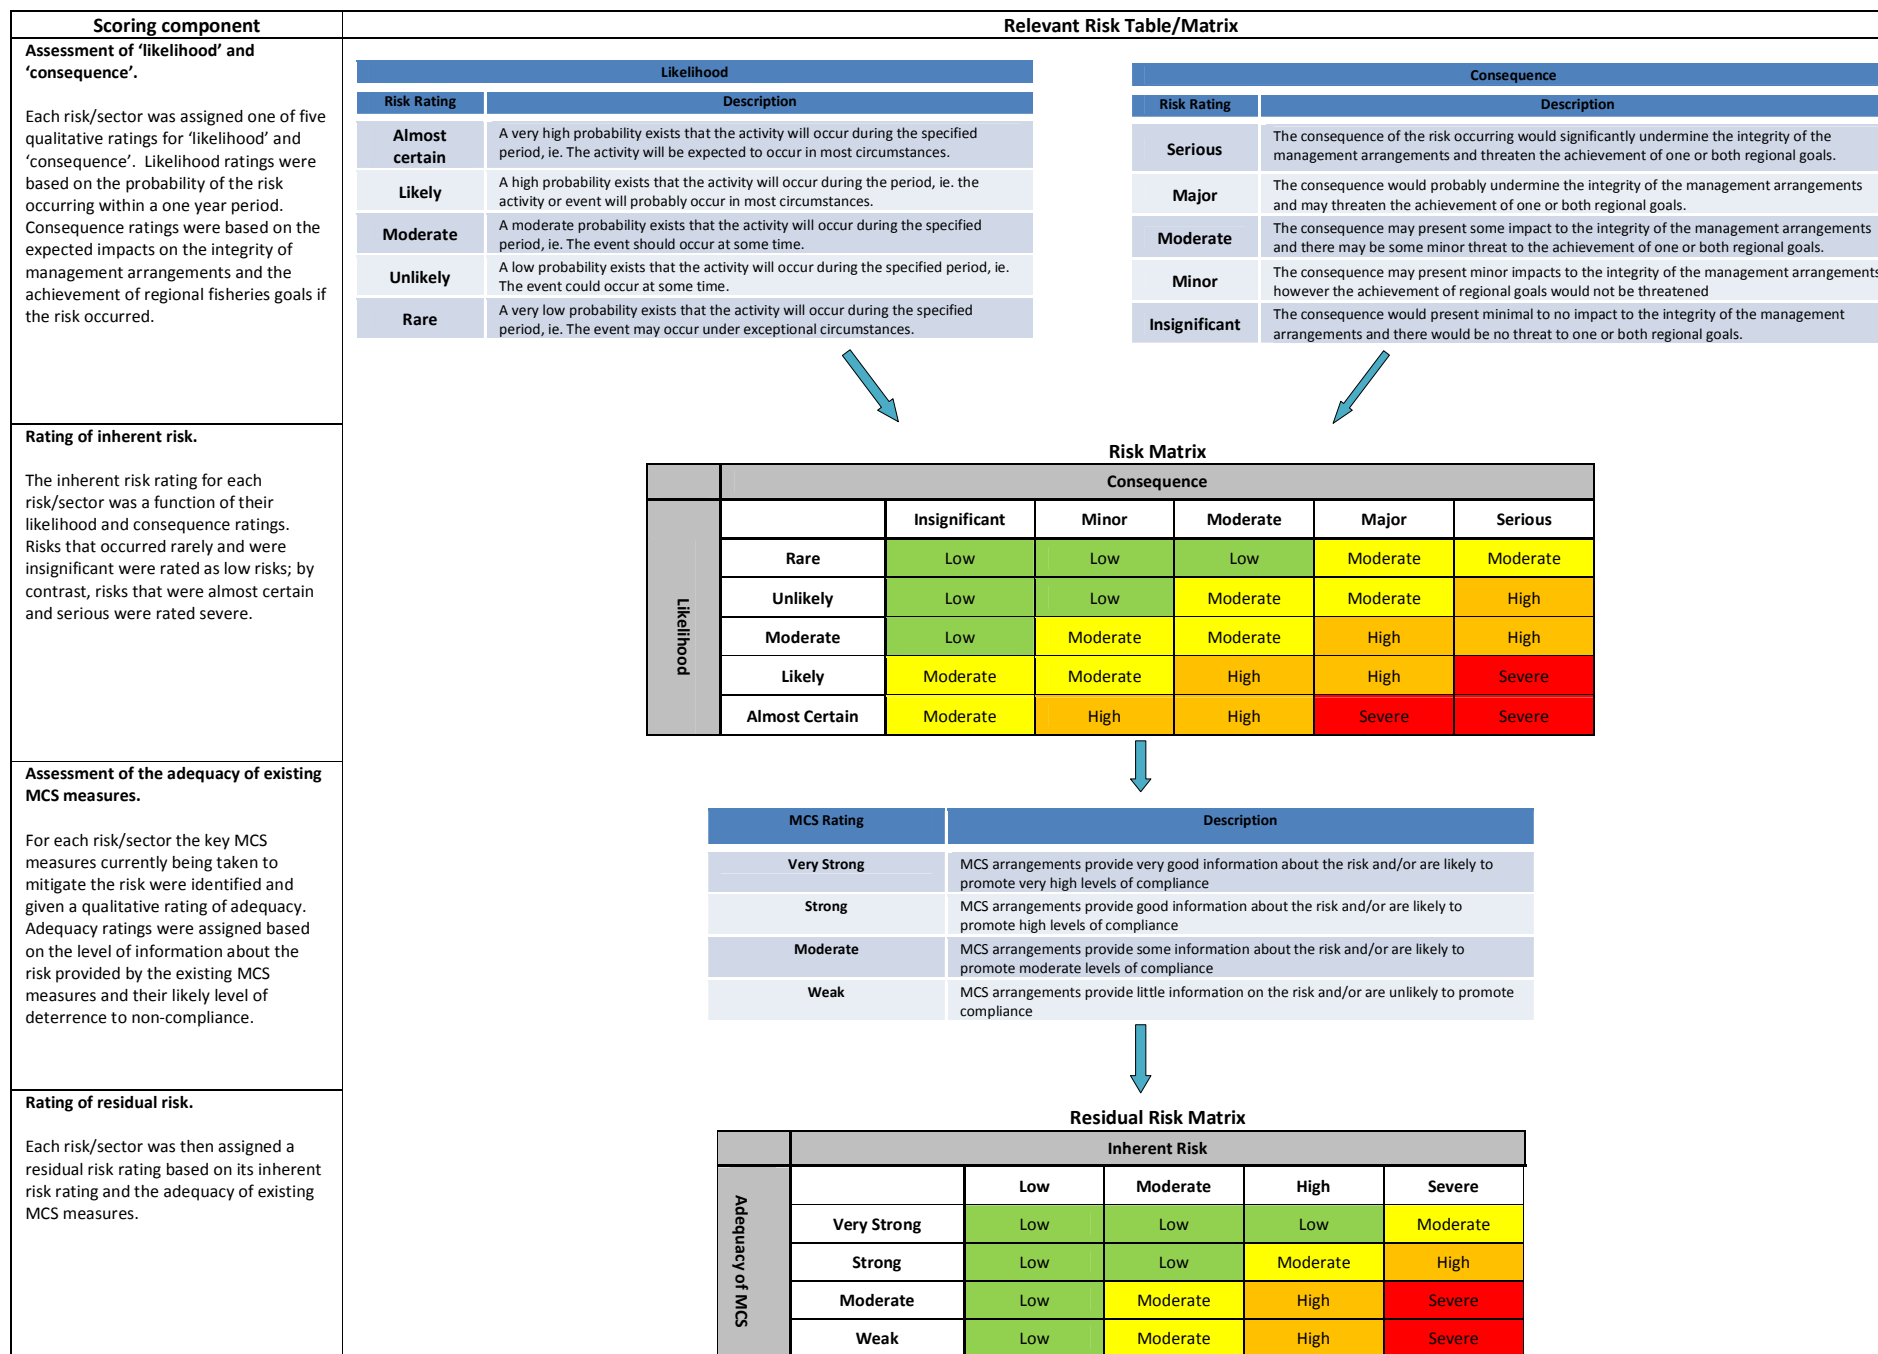 Scoring component
Relevant Risk Table/Matrix
Assessment of ‘likelihood’ and
‘consequence’.
Each risk/sector was assigned one of five
qualitative ratings for ‘likelihood’ and
‘consequence’.  Likelihood ratings were
based on the probability of the risk
occurring within a one year period.
Consequence ratings were based on the
expected impacts on the integrity of
management arrangements and the
achievement of regional fisheries goals if
the risk occurred.
Likelihood
Risk Rating Description
Almost
certain
A very high probability exists that the activity will occur during the specified
period, ie. The activity will be expected to occur in most circumstances.
Likely
A high probability exists that the activity will occur during the period, ie. the
activity or event will probably occur in most circumstances.
Moderate
A moderate probability exists that the activity will occur during the specified
period, ie. The event should occur at some time.
Unlikely
A low probability exists that the activity will occur during the specified period, ie.
The event could occur at some time.
Rare
A very low probability exists that the activity will occur during the specified
period, ie. The event may occur under exceptional circumstances.
Consequence
Risk Rating Description
Serious
The consequence of the risk occurring would significantly undermine the integrity of the
management arrangements and threaten the achievement of one or both regional goals.
Major
The consequence would probably undermine the integrity of the management arrangements
and may threaten the achievement of one or both regional goals.
Moderate
The consequence may present some impact to the integrity of the management arrangements
and there may be some minor threat to the achievement of one or both regional goals.
Minor
The consequence may present minor impacts to the integrity of the management arrangements
however the achievement of regional goals would not be threatened
Insignificant
The consequence would present minimal to no impact to the integrity of the management
arrangements and there would be no threat to one or both regional goals.
Rating of inherent risk.
The inherent risk rating for each
risk/sector was a function of their
likelihood and consequence ratings.
Risks that occurred rarely and were
insignificant were rated as low risks; by
contrast, risks that were almost certain
and serious were rated severe.
Risk Matrix
Consequence
Likelihood
Insignificant Minor Moderate Major Serious
Rare Low Low Low Moderate Moderate
Unlikely Low Low Moderate Moderate High
Moderate Low Moderate Moderate High High
Likely Moderate Moderate High High Severe
Almost Certain Moderate High High Severe Severe
Assessment of the adequacy of existing
MCS measures.
For each risk/sector the key MCS
measures currently being taken to
mitigate the risk were identified and
given a qualitative rating of adequacy.
Adequacy ratings were assigned based
on the level of information about the
risk provided by the existing MCS
measures and their likely level of
deterrence to non-compliance.
MCS Rating Description
Very Strong
MCS arrangements provide very good information about the risk and/or are likely to
promote very high levels of compliance
Strong
MCS arrangements provide good information about the risk and/or are likely to
promote high levels of compliance
Moderate
MCS arrangements provide some information about the risk and/or are likely to
promote moderate levels of compliance
Weak
MCS arrangements provide little information on the risk and/or are unlikely to promote
compliance
Rating of residual risk.
Each risk/sector was then assigned a
residual risk rating based on its inherent
risk rating and the adequacy of existing
MCS measures.
Residual Risk Matrix
Inherent Risk
Adequacy of MCS
Low Moderate High Severe
Very Strong Low Low Low Moderate
Strong Low Low Moderate High
Moderate Low Moderate High Severe
Weak Low Moderate High Severe